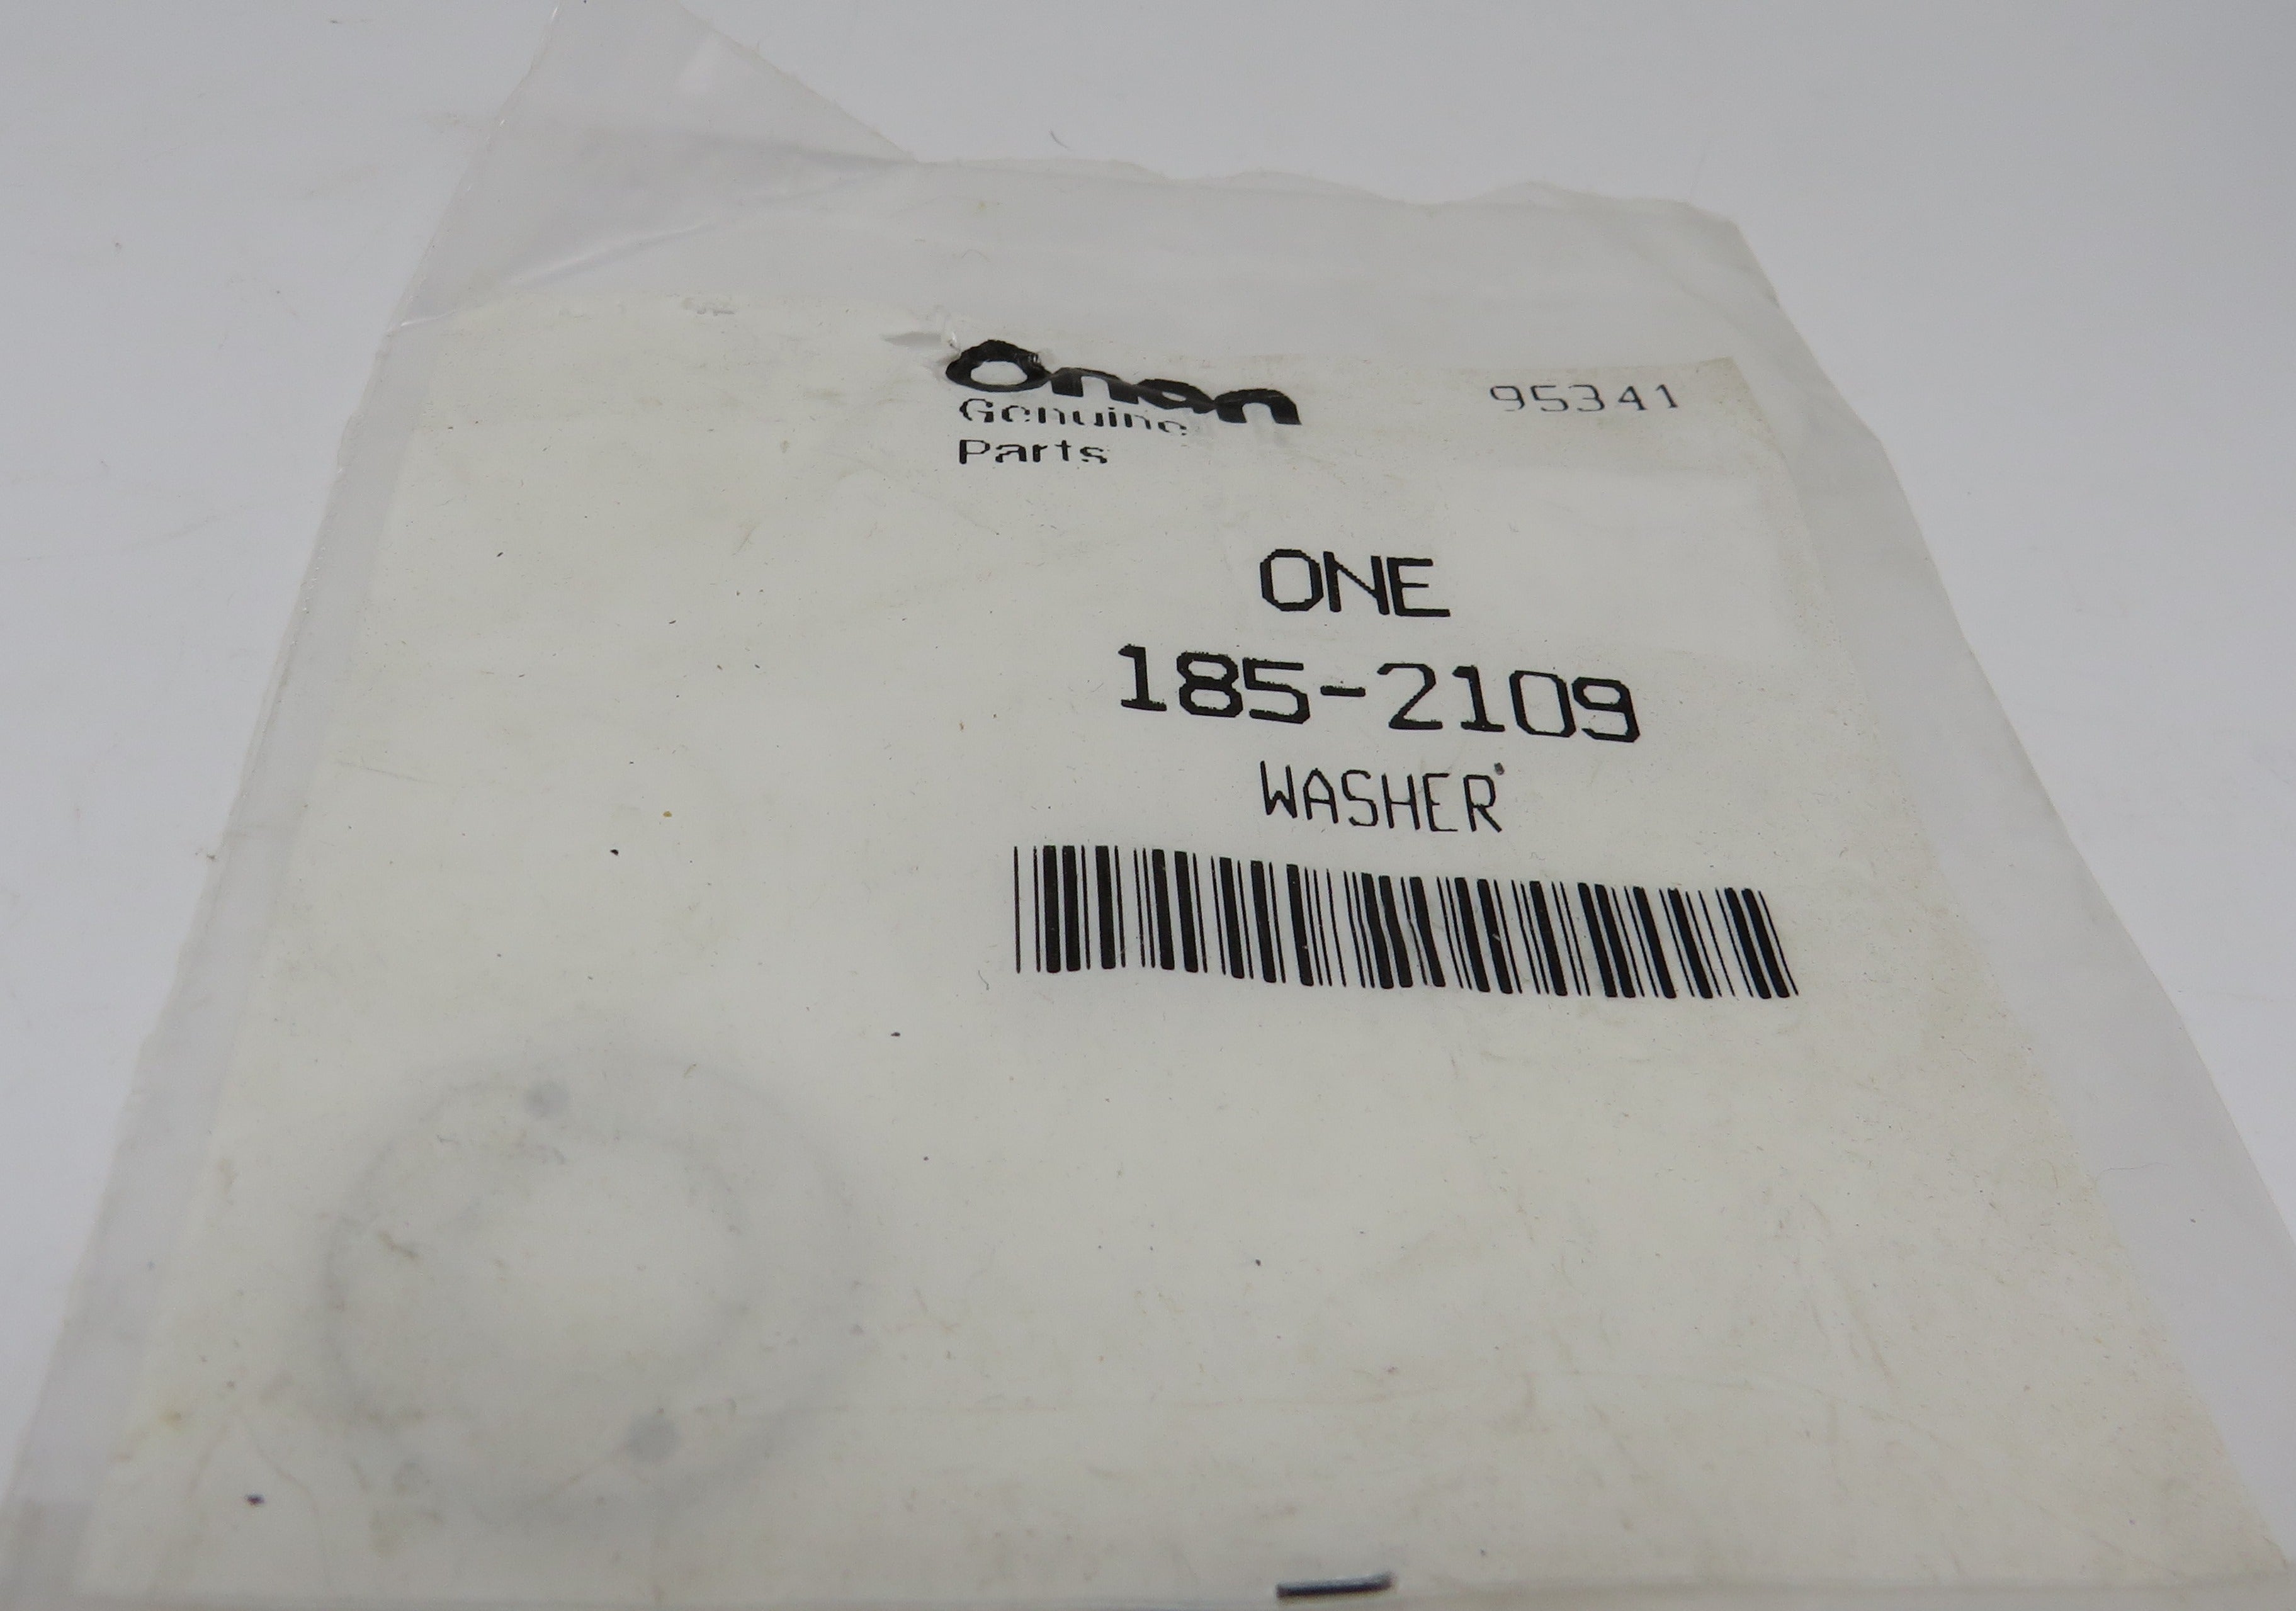 Onan
95341
Genuine
Parts
ONE
185-2109
WASHER